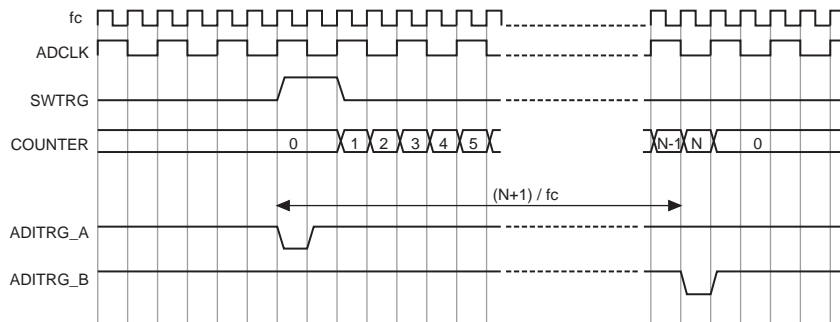 fc
ADCLK
SWTRG
COUNTER 0 1 2 3 4 5 N-1 N 0
(N+1) / fc
ADITRG_A
ADITRG_B